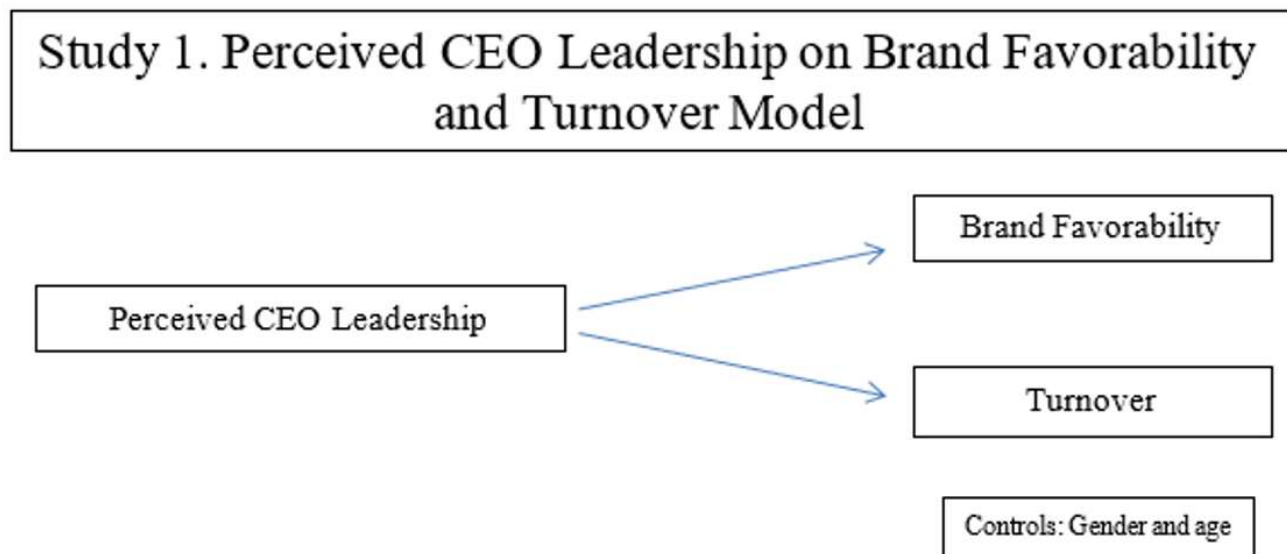 Study 1. Perceived CEO Leadership on Brand Favorability
and Turnover Model
Brand Favorability
Perceived CEO Leadership
Turnover
Controls: Gender and age